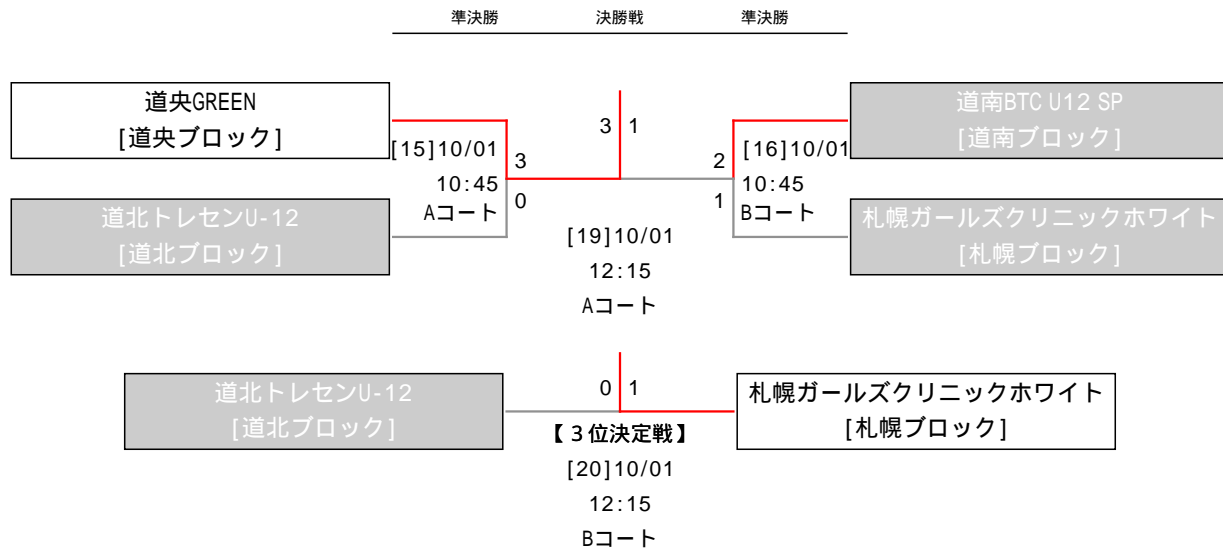 準決勝 決勝戦 準決勝
道央GREEN
[道央ブロック]
道北トレセンU-12
[道北ブロック]
[15]10/01
10:45
Aコート
3
0
3 1
[19]10/01
12:15
Aコート
2
1
[16]10/01
10:45
Bコート
道南BTC U12 SP
[道南ブロック]
札幌ガールズクリニックホワイト
[札幌ブロック]
道北トレセンU-12
[道北ブロック]
0 1
【３位決定戦】
[20]10/01
12:15
Bコート
札幌ガールズクリニックホワイト
[札幌ブロック]